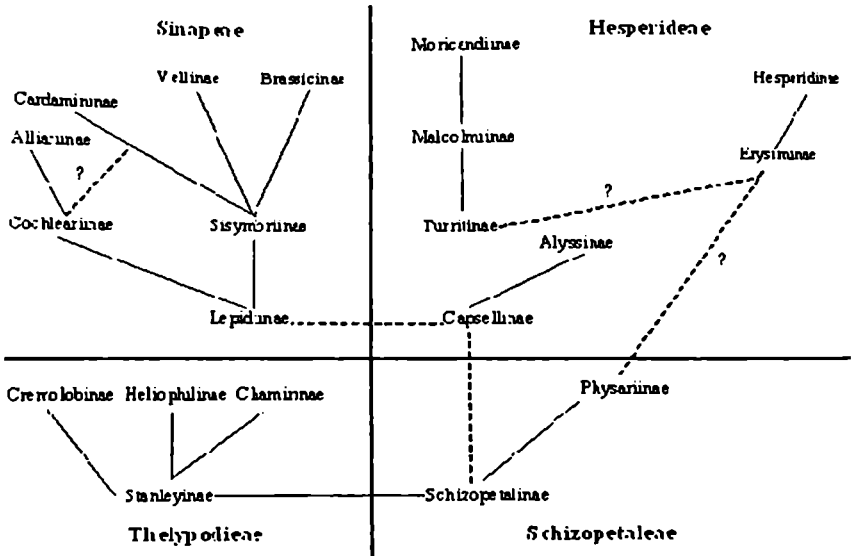 Sinapeae
Hesperideae
Moricandiinae
Vellinae Brassicinae
Hesperidinae
Cardamininae
Alliariinae
Malcolmiinae
Erysiminae
?
?
Cochleariinae
Sisymbriinae
Turritinae
Alyssinae
?
Lepidiinae
Capsellinae
Cremolobinae Heliophilinae Chamirinae
Physariinae
Stanleyinae
Schizopetalinae
Thelypodieae
Schizopetaleae